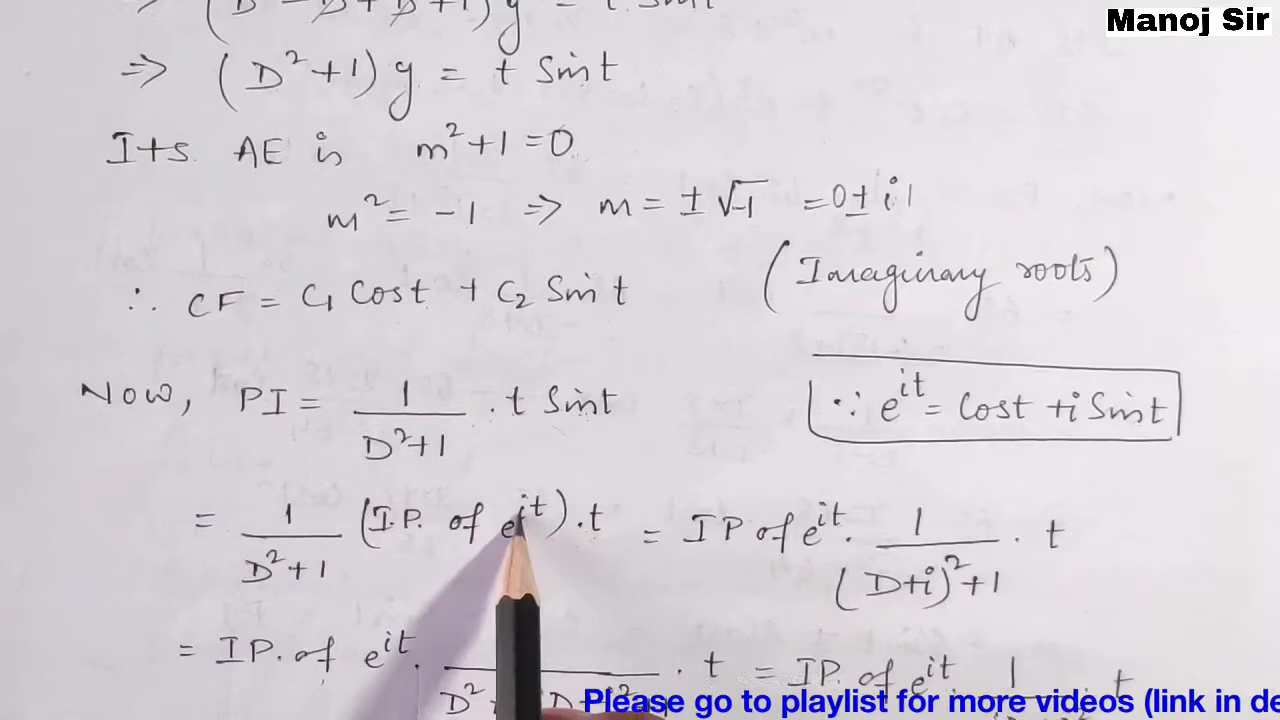 Manoj Sir
⇒ (D² + 1) y = t Sin t
Its AE is m² + 1 = 0
m² = -1 ⇒ m = ± √-1 = 0 ± i 1
(Imaginary roots)
∴ CF = C₁ Cos t + C₂ Sin t
Now, PI = 1/(D²+1) . t Sin t
∵ e^{it} = Cos t + i Sin t
= 1/(D²+1) (I.P. of e^{it}) . t = IP of e^{it} . 1/((D+i)²+1) . t
= IP. of e^{it} . t = IP. of e^{it} 1 t
Please go to playlist for more videos (link in de